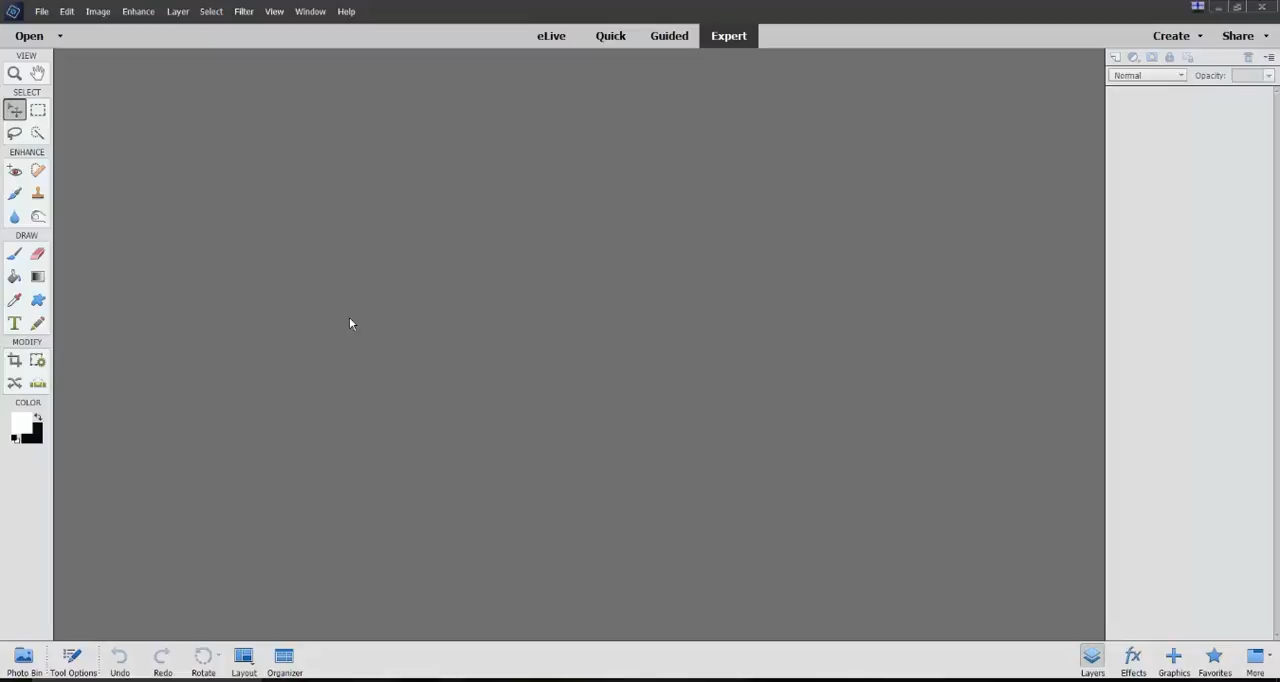 File Edit Image Enhance Layer Select Filter View Window Help
Open eLive Quick Guided Expert Create Share
VIEW
Normal Opacity:
SELECT
ENHANCE
DRAW
T
MODIFY
COLOR
Photo Bin Tool Options Undo Redo Rotate Layout Organizer Layers Effects Graphics Favorites More